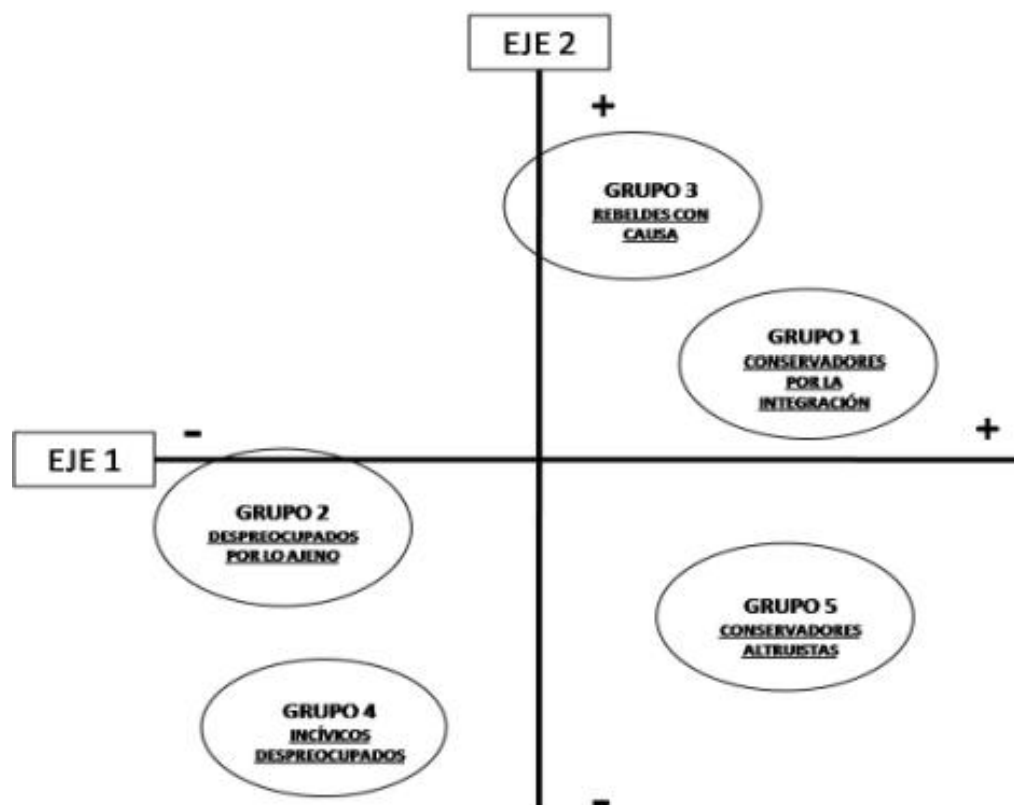 EJE 2
+
GRUPO 3
REBELDES CON
CAUSA
GRUPO 1
CONSERVADORES
POR LA
INTEGRACIÓN
-
+
EJE 1
GRUPO 2
DESPREOCUPADOS
POR LO AJENO
GRUPO 5
CONSERVADORES
ALTRUISTAS
GRUPO 4
INCÍVICOS
DESPREOCUPADOS
-